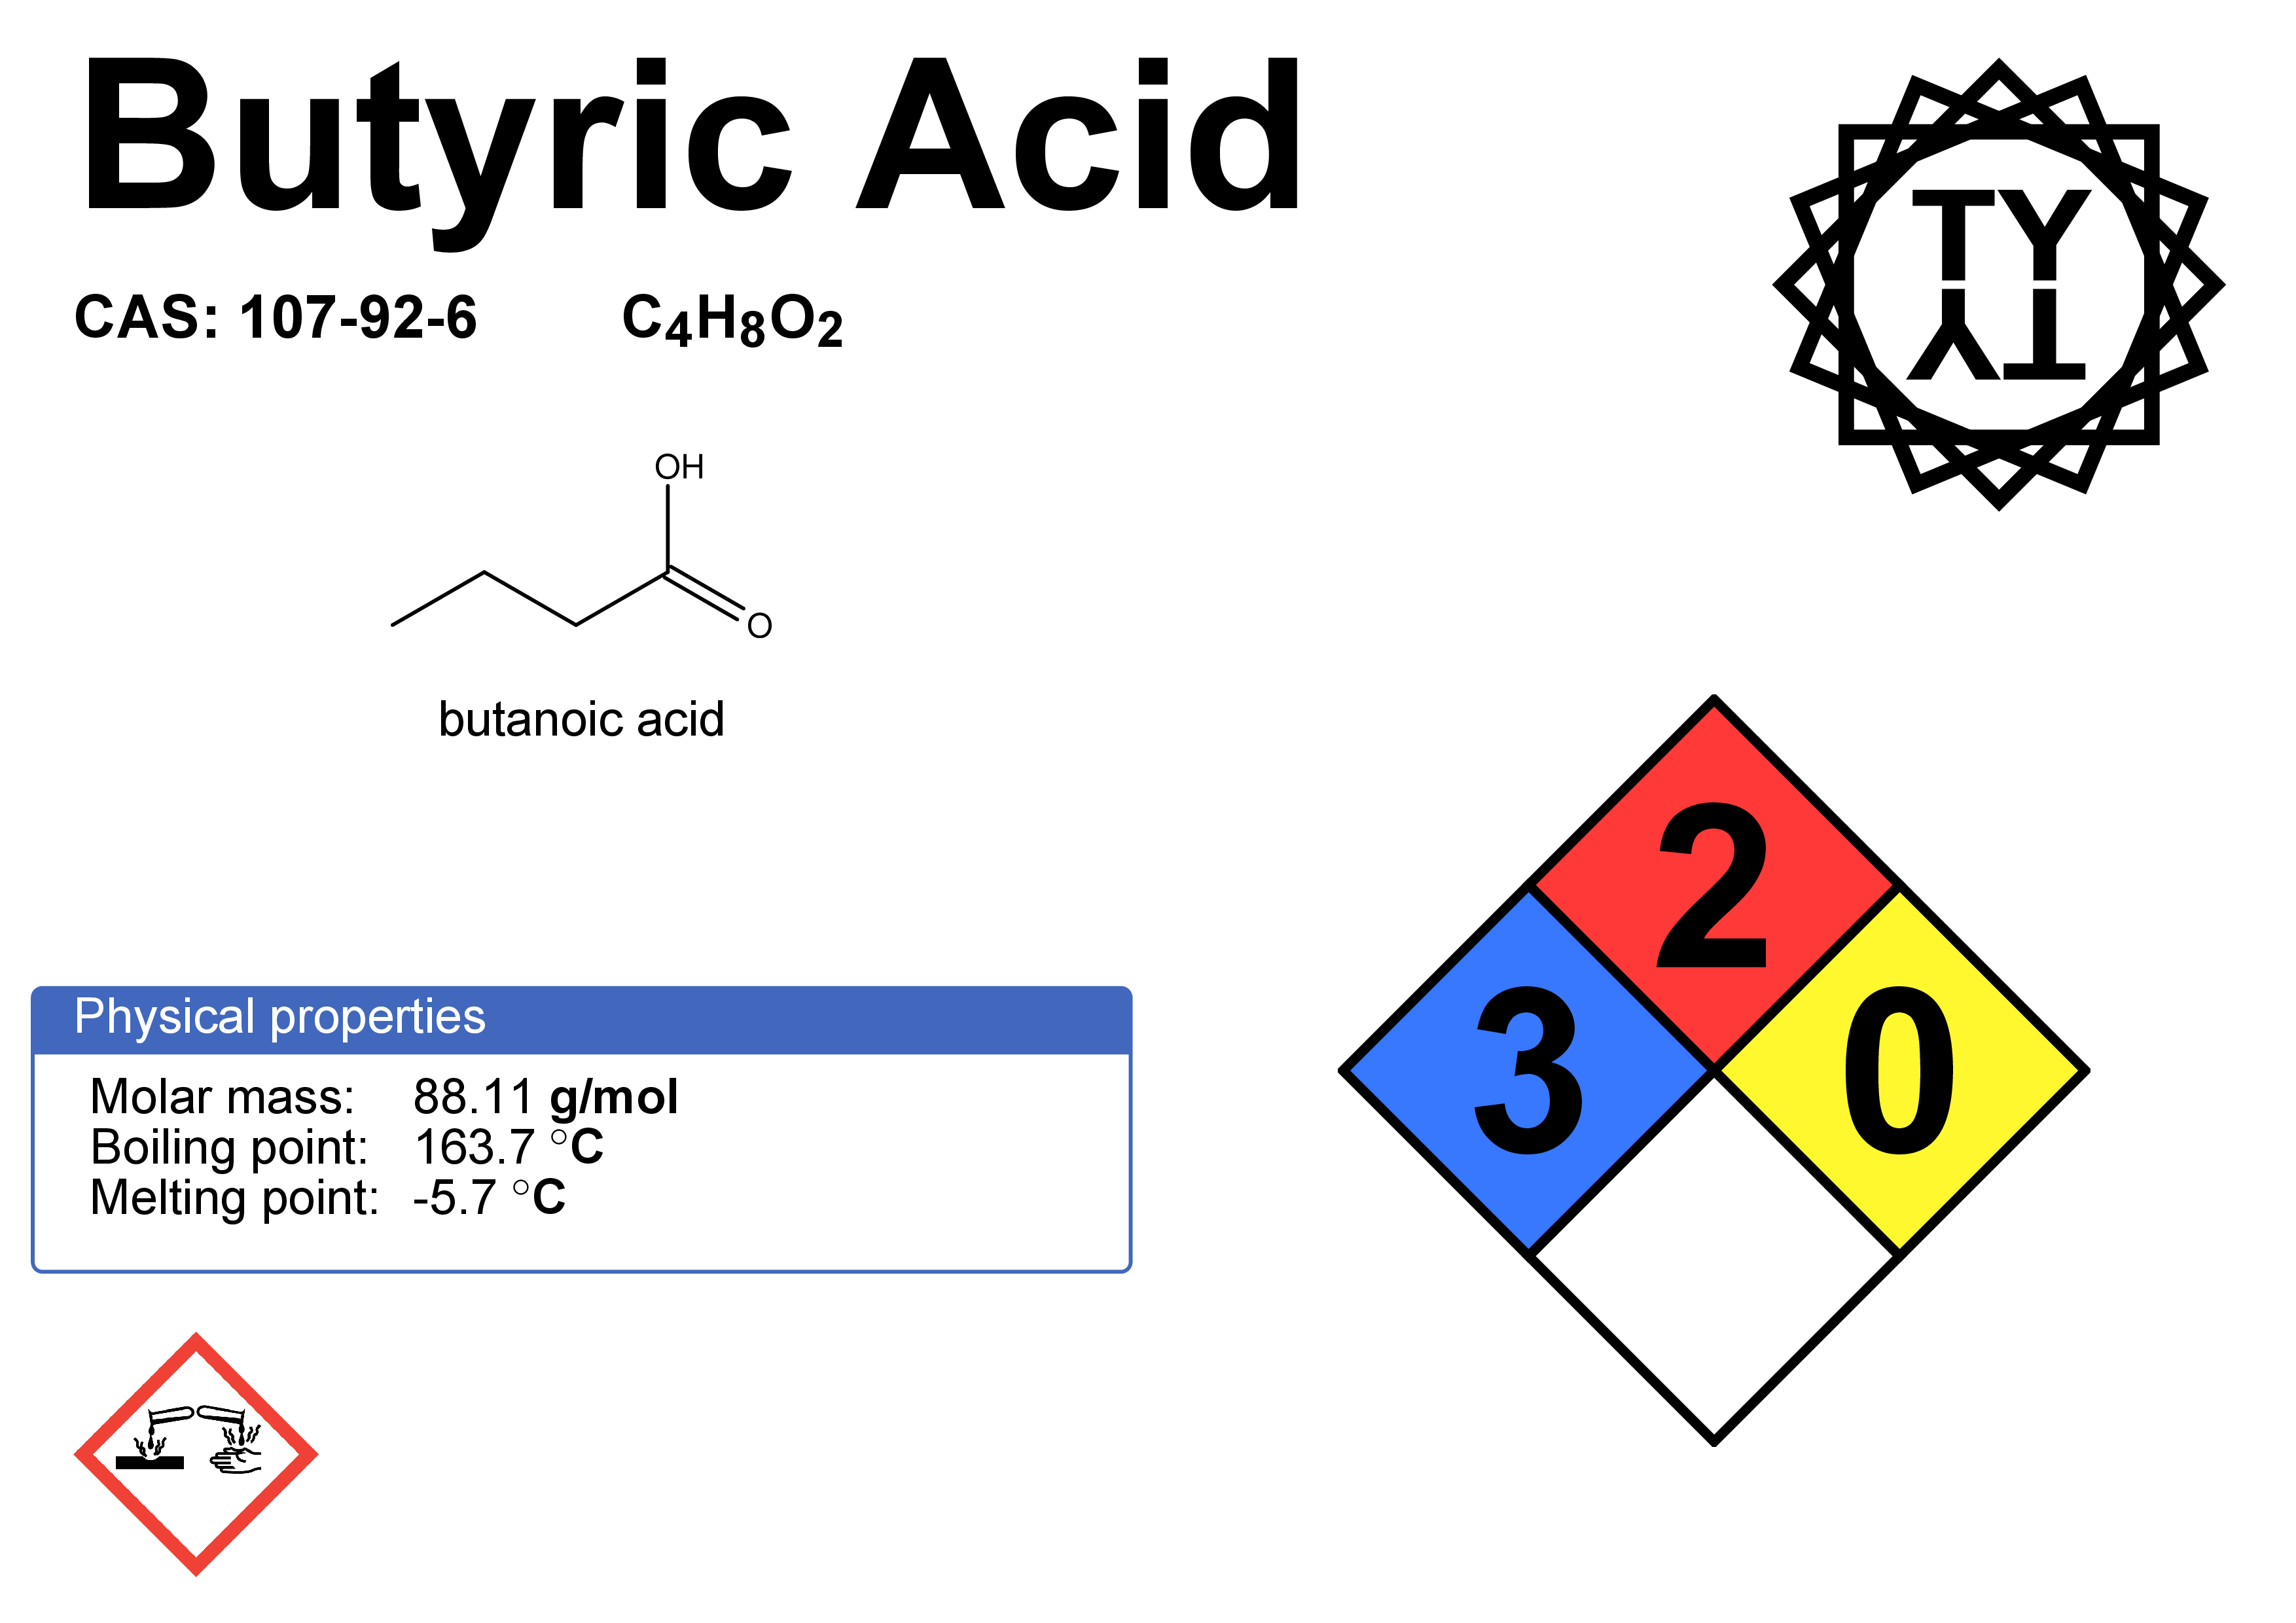 Butyric Acid
CAS: 107-92-6 C₄H₈O₂
TY
TY
OH
O
butanoic acid
2
3
0
Physical properties
Molar mass: 88.11 g/mol
Boiling point: 163.7 °C
Melting point: -5.7 °C